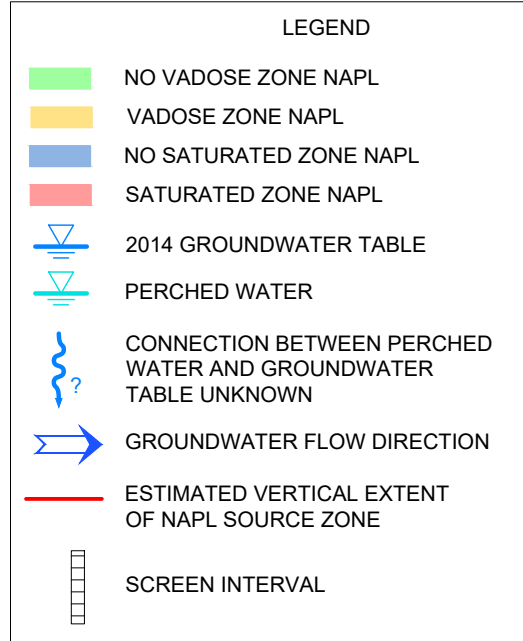 LEGEND
NO VADOSE ZONE NAPL
VADOSE ZONE NAPL
NO SATURATED ZONE NAPL
SATURATED ZONE NAPL
2014 GROUNDWATER TABLE
PERCHED WATER
CONNECTION BETWEEN PERCHED
WATER AND GROUNDWATER
?
TABLE UNKNOWN
GROUNDWATER FLOW DIRECTION
ESTIMATED VERTICAL EXTENT
OF NAPL SOURCE ZONE
SCREEN INTERVAL